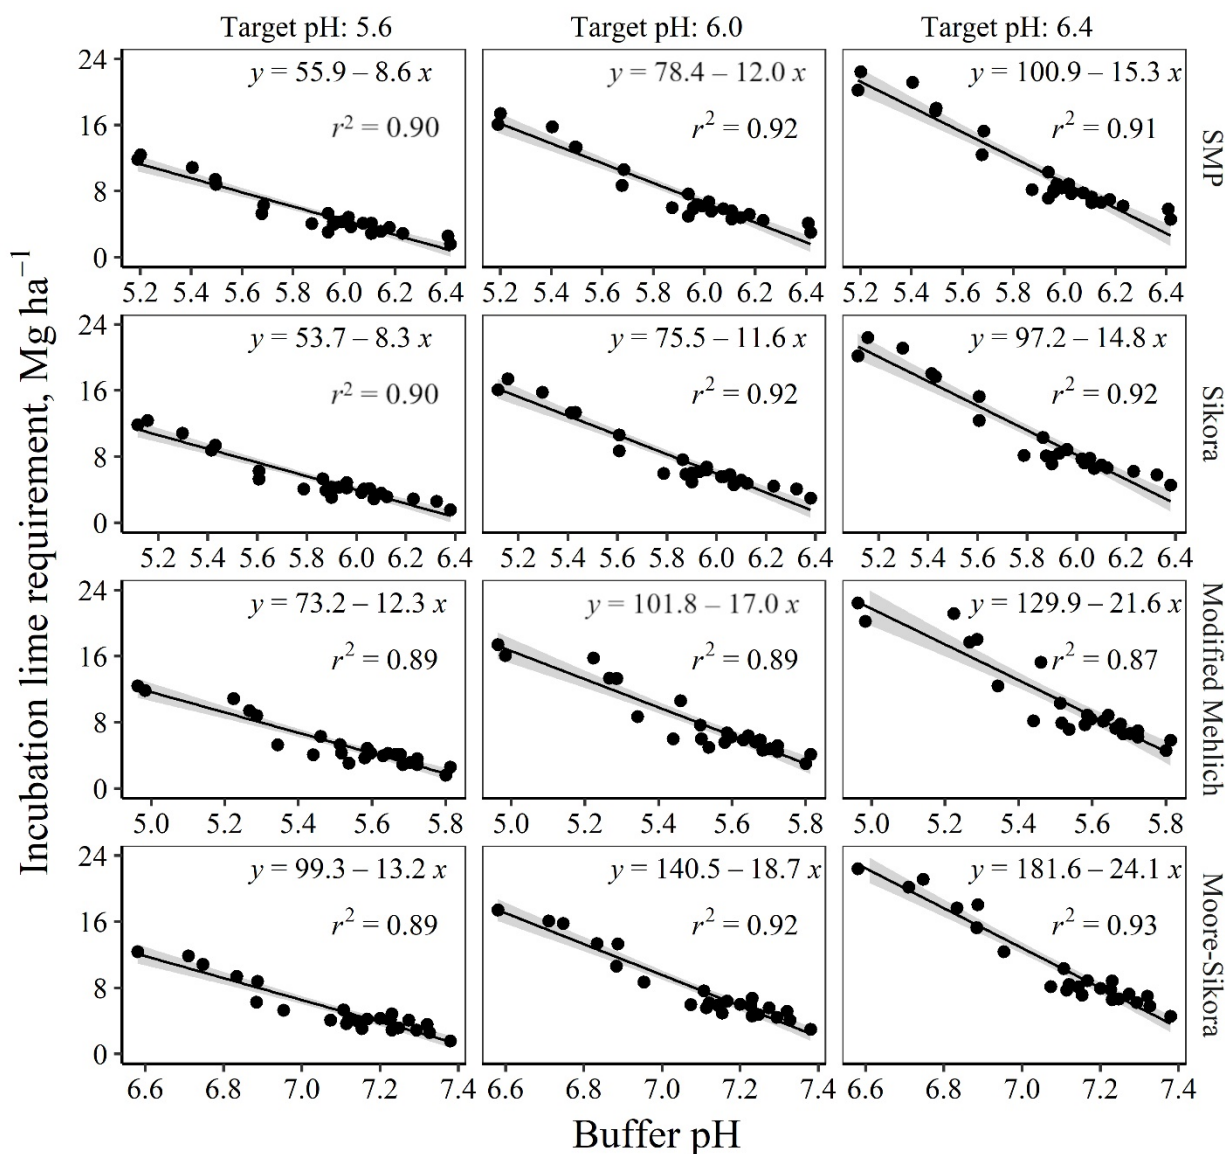 Target pH: 5.6
Target pH: 6.0
Target pH: 6.4
Incubation lime requirement, Mg ha⁻¹
24
16
8
0
y = 55.9 – 8.6 x
r² = 0.90
5.2 5.4 5.6 5.8 6.0 6.2 6.4
y = 78.4 – 12.0 x
r² = 0.92
5.2 5.4 5.6 5.8 6.0 6.2 6.4
y = 100.9 – 15.3 x
r² = 0.91
5.2 5.4 5.6 5.8 6.0 6.2 6.4
SMP
24
16
8
0
y = 53.7 – 8.3 x
r² = 0.90
5.2 5.4 5.6 5.8 6.0 6.2 6.4
y = 75.5 – 11.6 x
r² = 0.92
5.2 5.4 5.6 5.8 6.0 6.2 6.4
y = 97.2 – 14.8 x
r² = 0.92
5.2 5.4 5.6 5.8 6.0 6.2 6.4
Sikora
24
16
8
0
y = 73.2 – 12.3 x
r² = 0.89
5.0 5.2 5.4 5.6 5.8
y = 101.8 – 17.0 x
r² = 0.89
5.0 5.2 5.4 5.6 5.8
y = 129.9 – 21.6 x
r² = 0.87
5.0 5.2 5.4 5.6 5.8
Modified Mehlich
24
16
8
0
y = 99.3 – 13.2 x
r² = 0.89
6.6 6.8 7.0 7.2 7.4
y = 140.5 – 18.7 x
r² = 0.92
6.6 6.8 7.0 7.2 7.4
y = 181.6 – 24.1 x
r² = 0.93
6.6 6.8 7.0 7.2 7.4
Moore-Sikora
Buffer pH